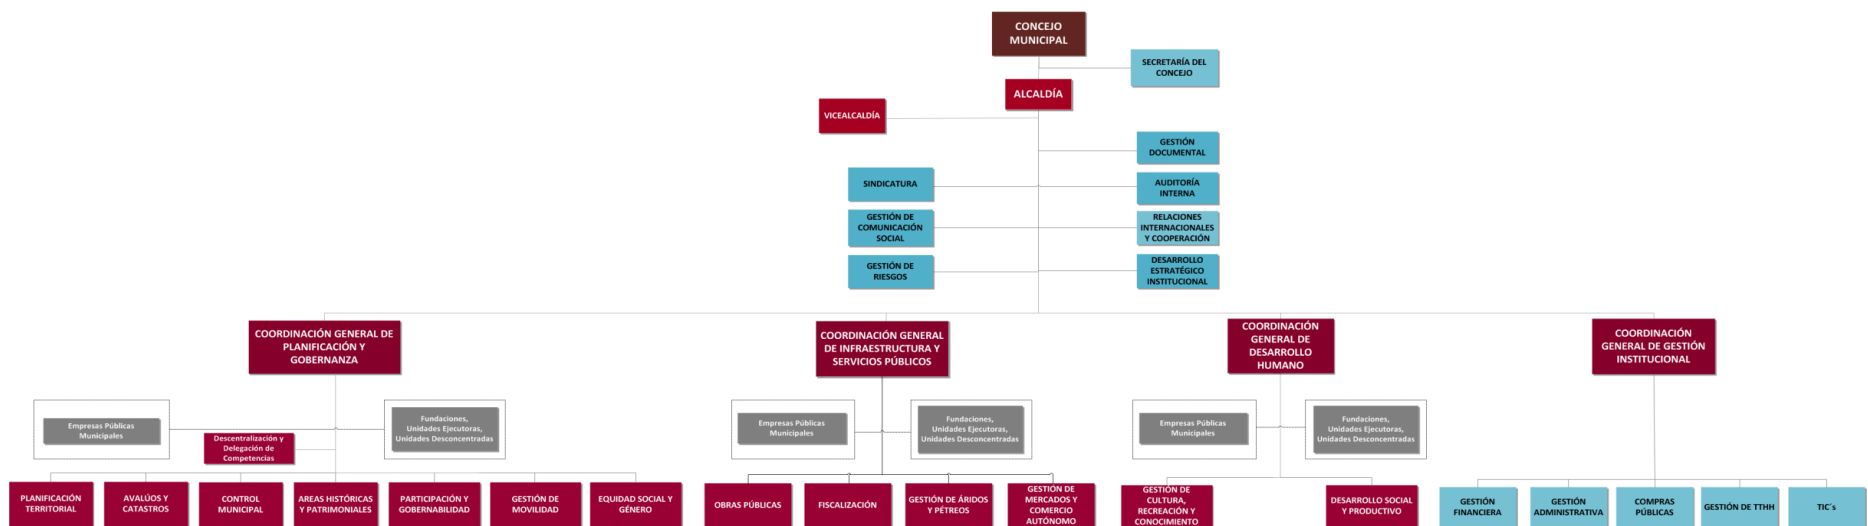 CONCEJO
MUNICIPAL
SECRETARÍA DEL
CONCEJO
ALCALDÍA
VICEALCALDÍA
GESTIÓN
DOCUMENTAL
SINDICATURA
AUDITORÍA
INTERNA
GESTIÓN DE
COMUNICACIÓN
SOCIAL
RELACIONES
INTERNACIONALES
Y COOPERACIÓN
GESTIÓN DE
RIESGOS
DESARROLLO
ESTRATÉGICO
INSTITUCIONAL
COORDINACIÓN GENERAL DE
PLANIFICACIÓN Y
GOBERNANZA
COORDINACIÓN GENERAL
DE INFRAESTRUCTURA Y
SERVICIOS PÚBLICOS
COORDINACIÓN
GENERAL DE
DESARROLLO
HUMANO
COORDINACIÓN
GENERAL DE GESTIÓN
INSTITUCIONAL
Empresas Públicas
Municipales
Fundaciones,
Unidades Ejecutoras,
Unidades Desconcentradas
Empresas Públicas
Municipales
Fundaciones,
Unidades Ejecutoras,
Unidades Desconcentradas
Empresas Públicas
Municipales
Fundaciones,
Unidades Ejecutoras,
Unidades Desconcentradas
Descentralización y
Delegación de
Competencias
PLANIFICACIÓN
TERRITORIAL
AVALÚOS Y
CATASTROS
CONTROL
MUNICIPAL
AREAS HISTÓRICAS
Y PATRIMONIALES
PARTICIPACIÓN Y
GOBERNABILIDAD
GESTIÓN DE
MOVILIDAD
EQUIDAD SOCIAL Y
GÉNERO
OBRAS PÚBLICAS
FISCALIZACIÓN
GESTIÓN DE ÁRIDOS
Y PÉTREOS
GESTIÓN DE
MERCADOS Y
COMERCIO
AUTÓNOMO
GESTIÓN DE
CULTURA,
RECREACIÓN Y
CONOCIMIENTO
DESARROLLO SOCIAL
Y PRODUCTIVO
GESTIÓN
FINANCIERA
GESTIÓN
ADMINISTRATIVA
COMPRAS
PÚBLICAS
GESTIÓN DE TTHH
TIC´s